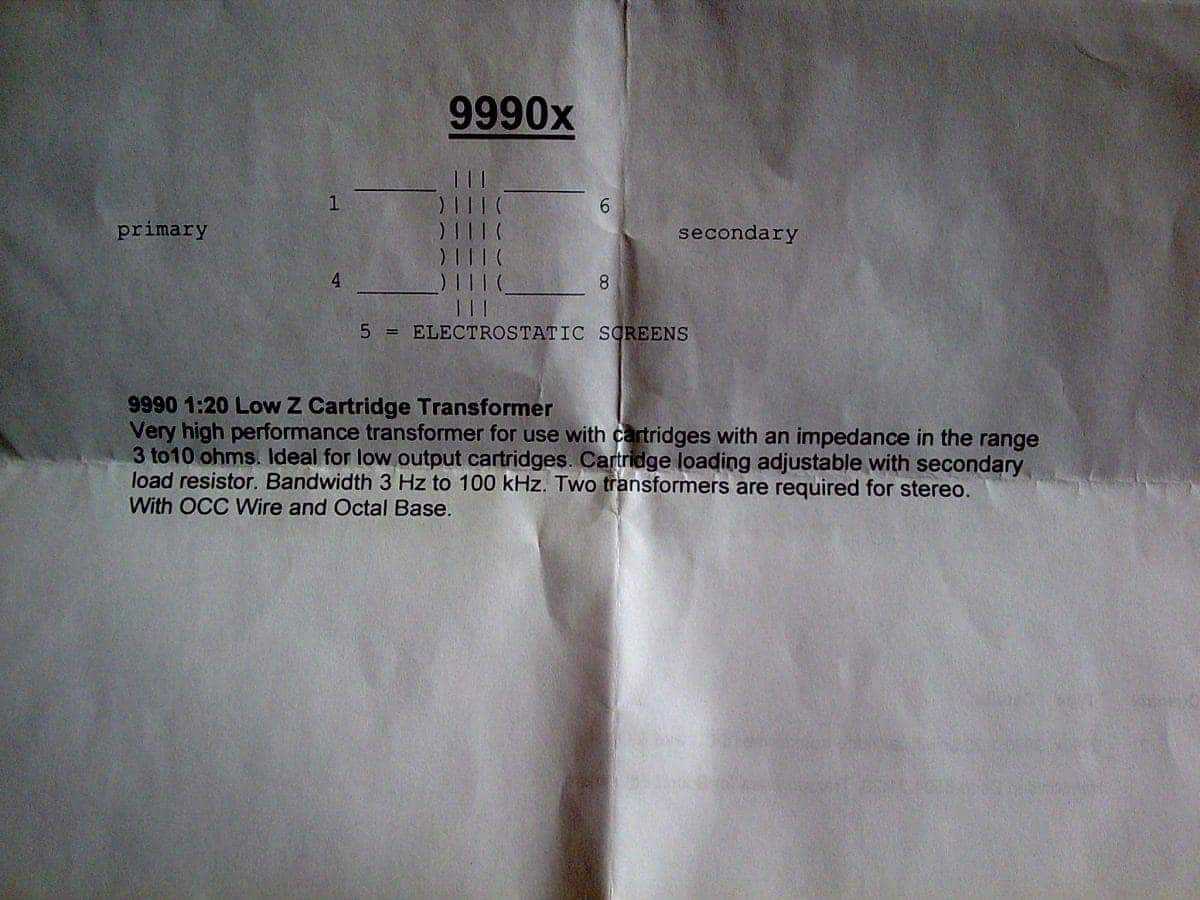 9990x
1
6
primary
secondary
4
8
5 = ELECTROSTATIC SCREENS
9990 1:20 Low Z Cartridge Transformer
Very high performance transformer for use with cartridges with an impedance in the range
3 to10 ohms. Ideal for low output cartridges. Cartridge loading adjustable with secondary
load resistor. Bandwidth 3 Hz to 100 kHz. Two transformers are required for stereo.
With OCC Wire and Octal Base.